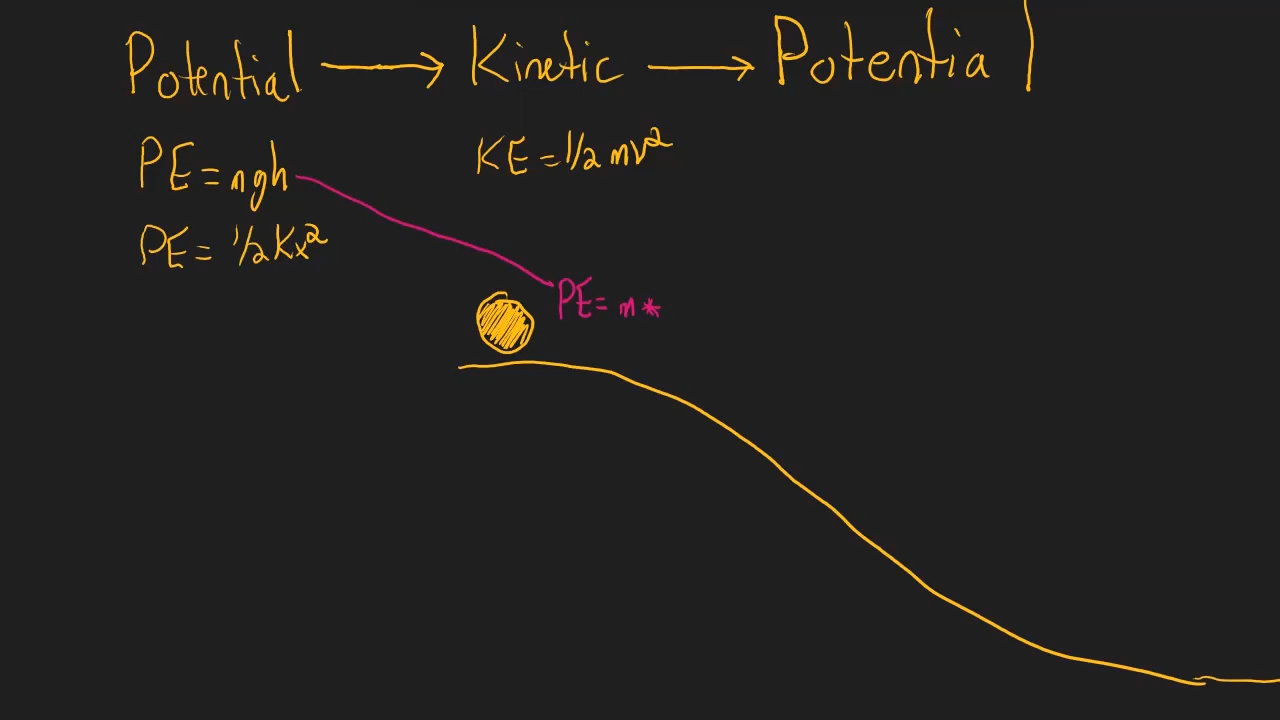 Potential → Kinetic → Potential
PE = mgh
KE = 1/2 mv²
PE = 1/2 Kx²
PE = m *